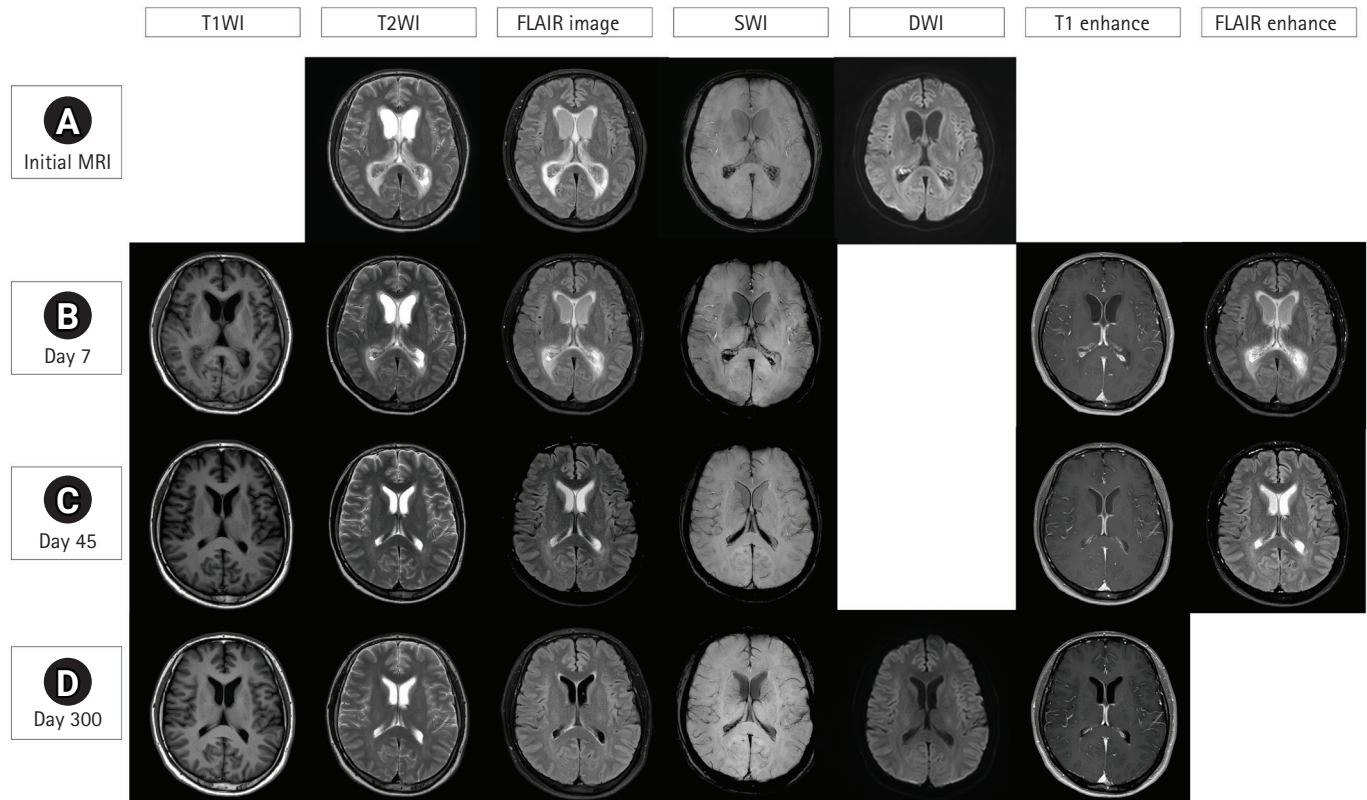 T1WI
T2WI
FLAIR image
SWI
DWI
T1 enhance
FLAIR enhance
A
Initial MRI
B
Day 7
C
Day 45
D
Day 300